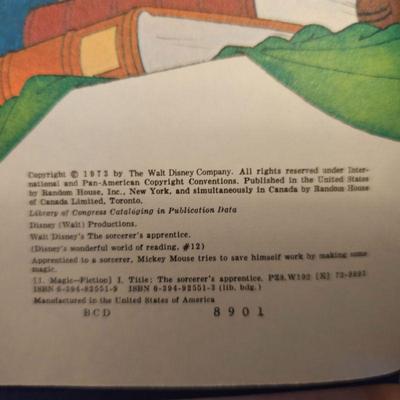 Copyright © 1973 by The Walt Disney Company. All rights reserved under Inter-
national and Pan-American Copyright Conventions. Published in the United States
by Random House, Inc., New York, and simultaneously in Canada by Random House
of Canada Limited, Toronto.
Library of Congress Cataloging in Publication Data
Disney (Walt) Productions.
Walt Disney's The sorcerer's apprentice.
(Disney's wonderful world of reading, #12)
Apprenticed to a sorcerer, Mickey Mouse tries to save himself work by making some
magic.
[1. Magic—Fiction] I. Title: The sorcerer's apprentice. PZ8.W192 [E] 73-
ISBN 0-394-92551-9 ISBN 0-394-92551-3 (lib. bdg.)
Manufactured in the United States of America
BCD 8901